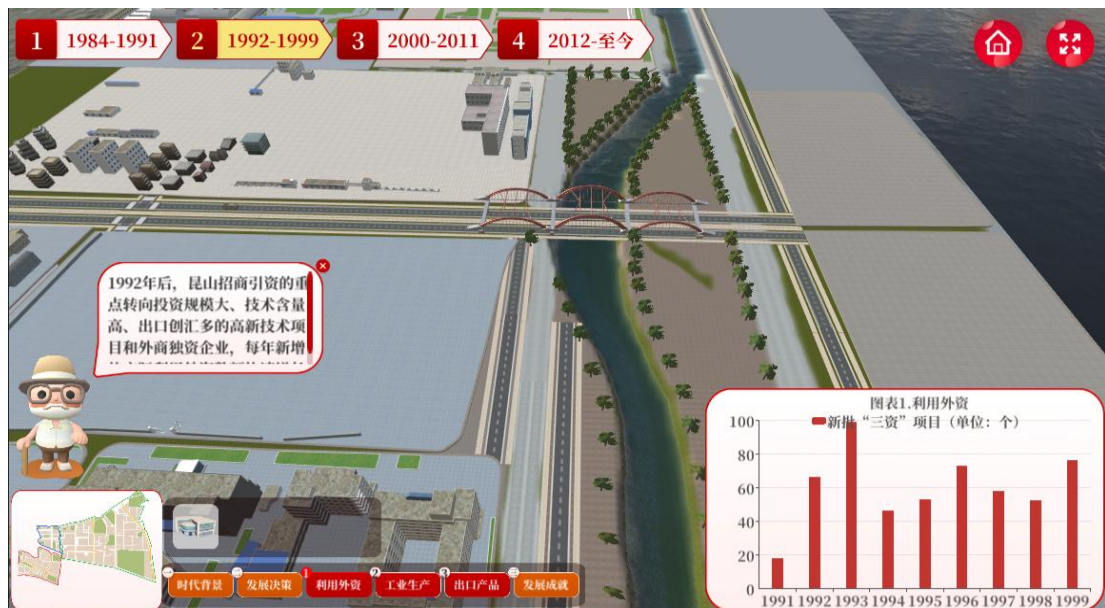 1 1984-1991 2 1992-1999 3 2000-2011 4 2012-至今
1992年后，昆山招商引资的重
点转向投资规模大、技术含量
高、出口创汇多的高新技术项
目和外商独资企业，每年新增
图表1.利用外资
新批“三资”项目（单位：个）
100
80
60
40
20
0
1991 1992 1993 1994 1995 1996 1997 1998 1999
一 时代背景 二 发展决策 1 利用外资 2 工业生产 3 出口产品 三 发展成就